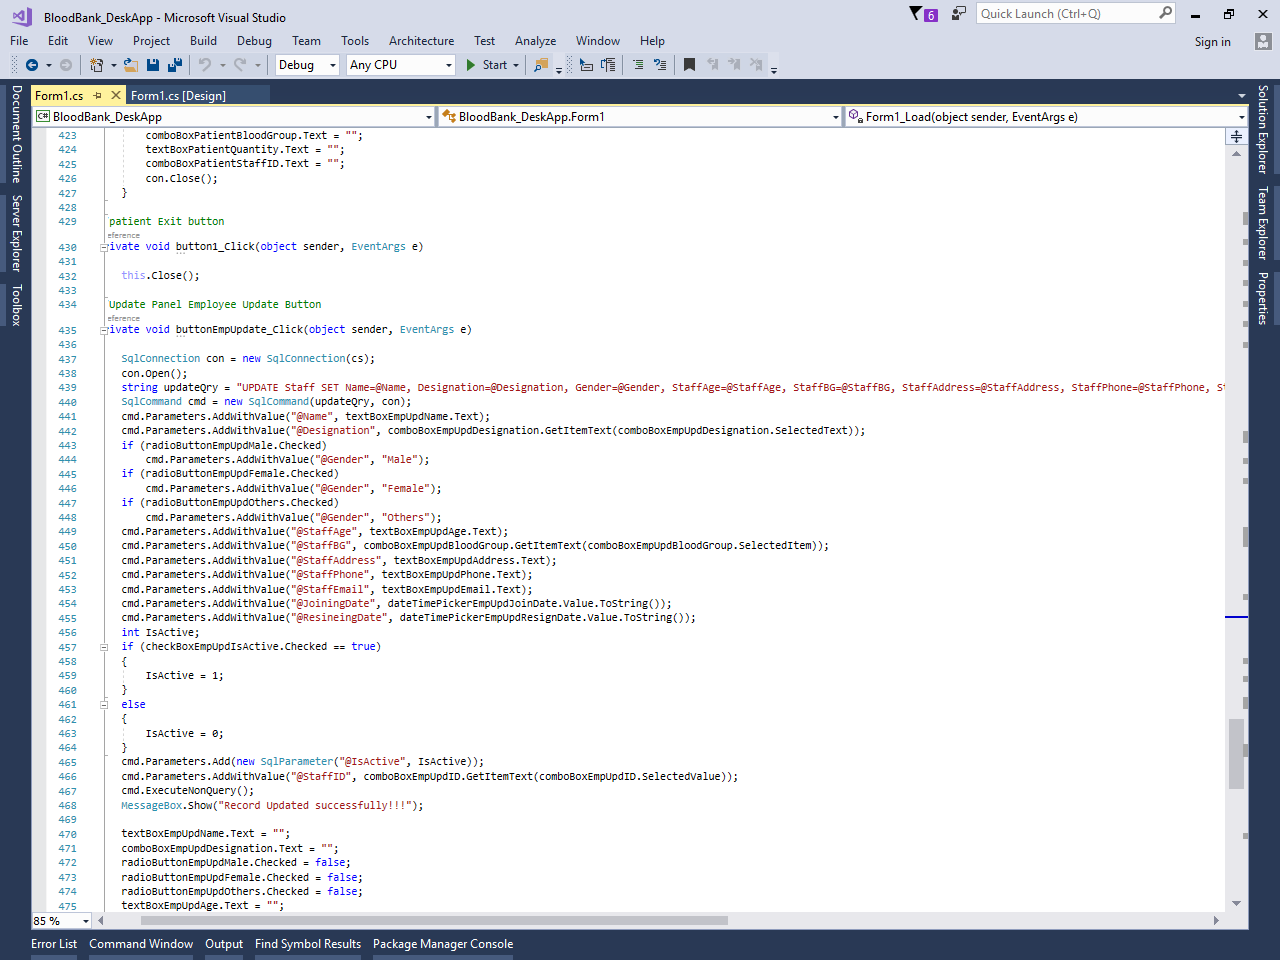 BloodBank_DeskApp - Microsoft Visual Studio
6
Quick Launch (Ctrl+Q)
File Edit View Project Build Debug Team Tools Architecture Test Analyze Window Help
Sign in
Debug Any CPU Start
Form1.cs Form1.cs [Design]
C# BloodBank_DeskApp BloodBank_DeskApp.Form1 Form1_Load(object sender, EventArgs e)
Document Outline
Server Explorer
Toolbox
423 comboBoxPatientBloodGroup.Text = "";
424 textBoxPatientQuantity.Text = "";
425 comboBoxPatientStaffID.Text = "";
426 con.Close();
427 }
428
429 patient Exit button
eference
430 ivate void button1_Click(object sender, EventArgs e)
431
432 this.Close();
433
434 Update Panel Employee Update Button
eference
435 ivate void buttonEmpUpdate_Click(object sender, EventArgs e)
436
437 SqlConnection con = new SqlConnection(cs);
438 con.Open();
439 string updateQry = "UPDATE Staff SET Name=@Name, Designation=@Designation, Gender=@Gender, StaffAge=@StaffAge, StaffBG=@StaffBG, StaffAddress=@StaffAddress, StaffPhone=@StaffPhone, St
440 SqlCommand cmd = new SqlCommand(updateQry, con);
441 cmd.Parameters.AddWithValue("@Name", textBoxEmpUpdName.Text);
442 cmd.Parameters.AddWithValue("@Designation", comboBoxEmpUpdDesignation.GetItemText(comboBoxEmpUpdDesignation.SelectedText));
443 if (radioButtonEmpUpdMale.Checked)
444 cmd.Parameters.AddWithValue("@Gender", "Male");
445 if (radioButtonEmpUpdFemale.Checked)
446 cmd.Parameters.AddWithValue("@Gender", "Female");
447 if (radioButtonEmpUpdOthers.Checked)
448 cmd.Parameters.AddWithValue("@Gender", "Others");
449 cmd.Parameters.AddWithValue("@StaffAge", textBoxEmpUpdAge.Text);
450 cmd.Parameters.AddWithValue("@StaffBG", comboBoxEmpUpdBloodGroup.GetItemText(comboBoxEmpUpdBloodGroup.SelectedItem));
451 cmd.Parameters.AddWithValue("@StaffAddress", textBoxEmpUpdAddress.Text);
452 cmd.Parameters.AddWithValue("@StaffPhone", textBoxEmpUpdPhone.Text);
453 cmd.Parameters.AddWithValue("@StaffEmail", textBoxEmpUpdEmail.Text);
454 cmd.Parameters.AddWithValue("@JoiningDate", dateTimePickerEmpUpdJoinDate.Value.ToString());
455 cmd.Parameters.AddWithValue("@ResineingDate", dateTimePickerEmpUpdResignDate.Value.ToString());
456 int IsActive;
457 if (checkBoxEmpUpdIsActive.Checked == true)
458 {
459 IsActive = 1;
460 }
461 else
462 {
463 IsActive = 0;
464 }
465 cmd.Parameters.Add(new SqlParameter("@IsActive", IsActive));
466 cmd.Parameters.AddWithValue("@StaffID", comboBoxEmpUpdID.GetItemText(comboBoxEmpUpdID.SelectedValue));
467 cmd.ExecuteNonQuery();
468 MessageBox.Show("Record Updated successfully!!!");
469
470 textBoxEmpUpdName.Text = "";
471 comboBoxEmpUpdDesignation.Text = "";
472 radioButtonEmpUpdMale.Checked = false;
473 radioButtonEmpUpdFemale.Checked = false;
474 radioButtonEmpUpdOthers.Checked = false;
475 textBoxEmpUpdAge.Text = "";
Solution Explorer
Team Explorer
Properties
85 %
Error List Command Window Output Find Symbol Results Package Manager Console